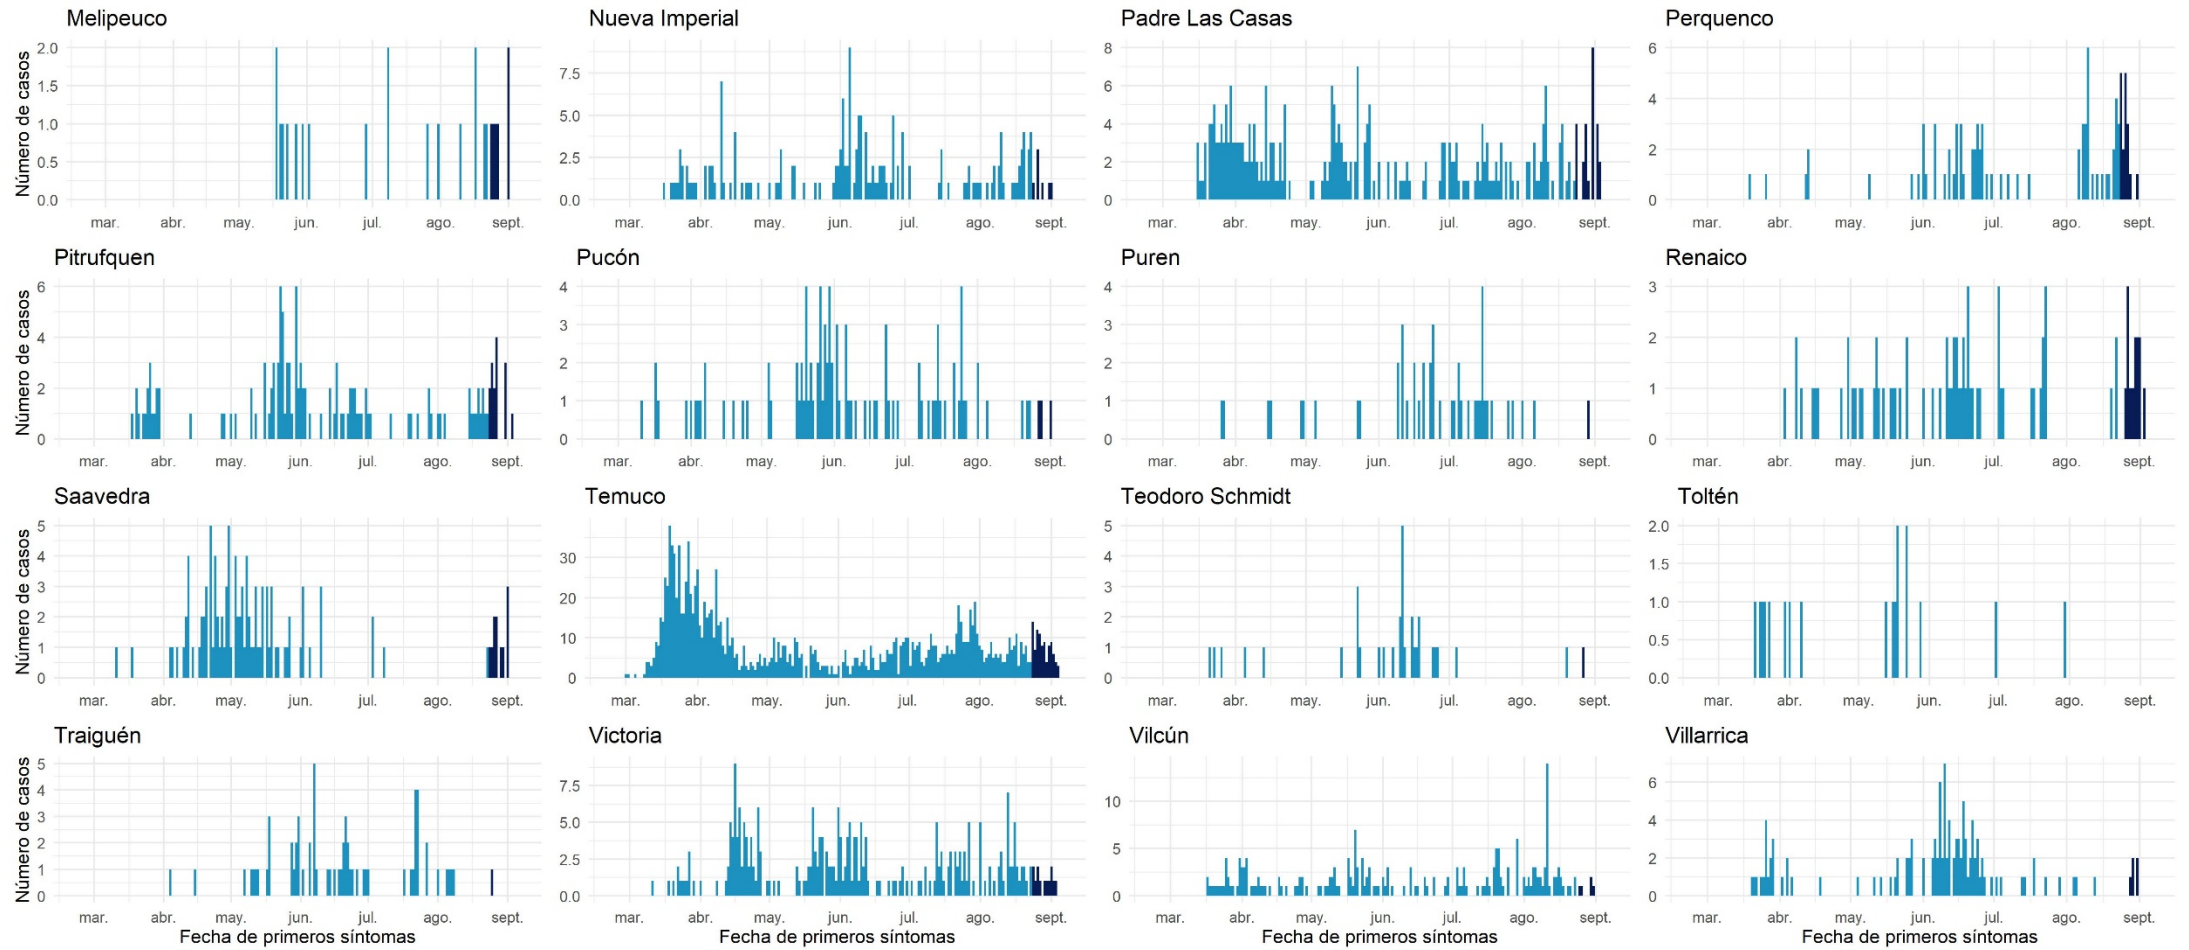 Melipeuco
Nueva Imperial
Padre Las Casas
Perquenco
Número de casos
2.0
1.5
1.0
0.5
0.0
7.5
5.0
2.5
0.0
8
6
4
2
0
6
4
2
0
mar. abr. may. jun. jul. ago. sept.
mar. abr. may. jun. jul. ago. sept.
mar. abr. may. jun. jul. ago. sept.
mar. abr. may. jun. jul. ago. sept.
Pitrufquen
Pucón
Puren
Renaico
Número de casos
6
4
2
0
4
3
2
1
0
4
3
2
1
0
3
2
1
0
mar. abr. may. jun. jul. ago. sept.
mar. abr. may. jun. jul. ago. sept.
mar. abr. may. jun. jul. ago. sept.
mar. abr. may. jun. jul. ago. sept.
Saavedra
Temuco
Teodoro Schmidt
Toltén
Número de casos
5
4
3
2
1
0
30
20
10
0
5
4
3
2
1
0
2.0
1.5
1.0
0.5
0.0
mar. abr. may. jun. jul. ago. sept.
mar. abr. may. jun. jul. ago. sept.
mar. abr. may. jun. jul. ago. sept.
mar. abr. may. jun. jul. ago. sept.
Traiguén
Victoria
Vilcún
Villarrica
Número de casos
5
4
3
2
1
0
7.5
5.0
2.5
0.0
10
5
0
6
4
2
0
mar. abr. may. jun. jul. ago. sept.
mar. abr. may. jun. jul. ago. sept.
mar. abr. may. jun. jul. ago. sept.
mar. abr. may. jun. jul. ago. sept.
Fecha de primeros síntomas
Fecha de primeros síntomas
Fecha de primeros síntomas
Fecha de primeros síntomas